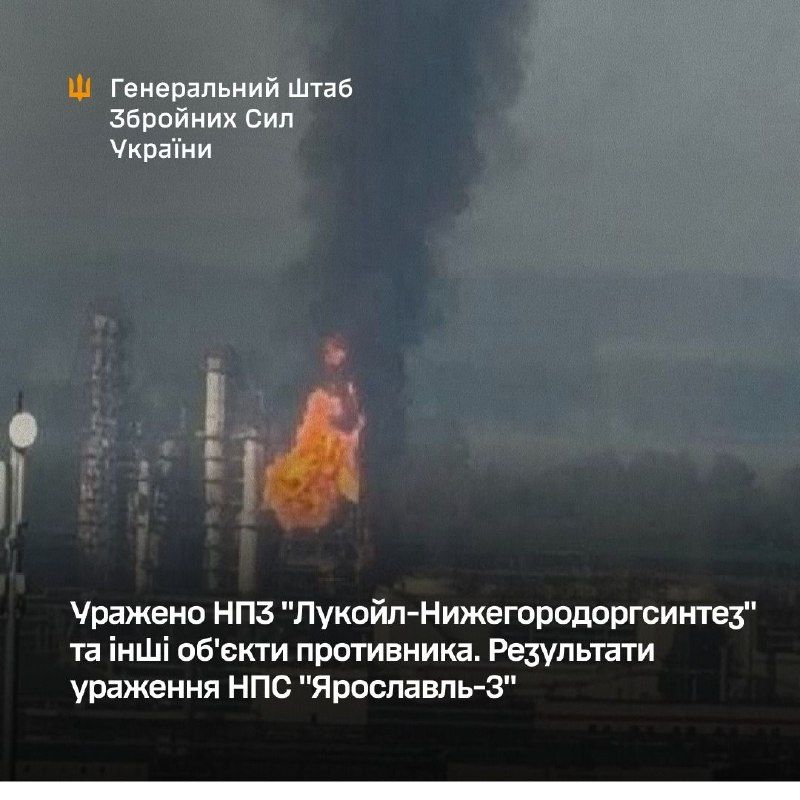 Генеральний штаб
Збройних Сил
України
Уражено НПЗ "Лукойл-Нижегородоргсинтез"
та інші об'єкти противника. Результати
ураження НПС "Ярославль-3"